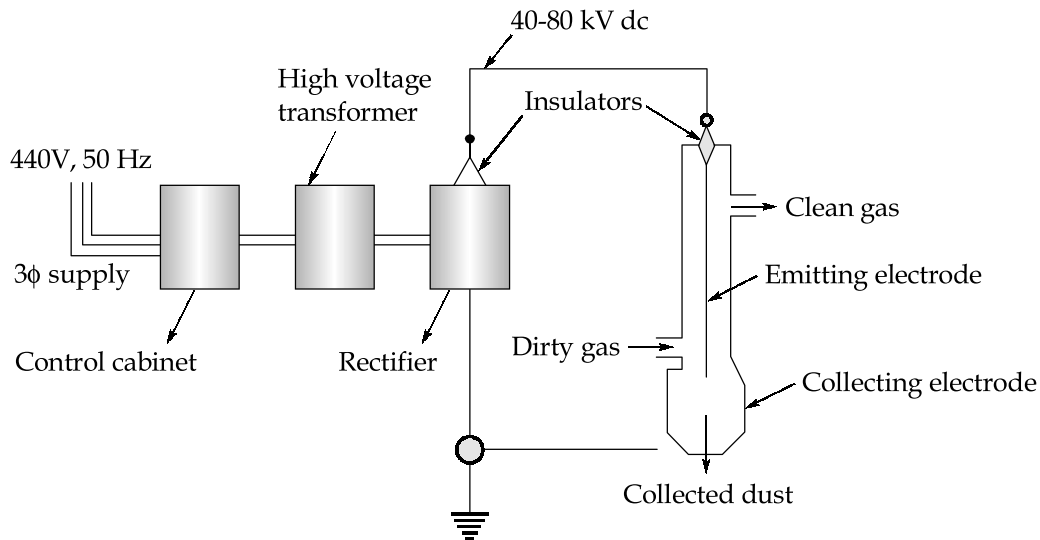 40-80 kV dc
High voltage
transformer
Insulators
440V, 50 Hz
Clean gas
3ϕ supply
Emitting electrode
Dirty gas
Control cabinet
Rectifier
Collecting electrode
Collected dust